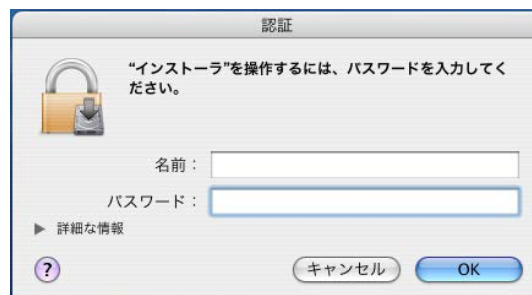 認証
“インストーラ”を操作するには、パスワードを入力してく
ださい。
名前：
パスワード：
詳細な情報
?
キャンセル
OK